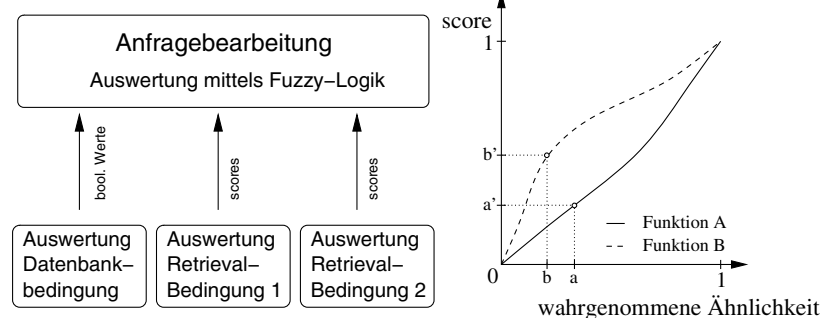 Anfragebearbeitung
Auswertung mittels Fuzzy–Logik
bool. Werte
scores
scores
Auswertung
Datenbank–
bedingung
Auswertung
Retrieval–
Bedingung 1
Auswertung
Retrieval–
Bedingung 2
score
1
b'
a'
Funktion A
Funktion B
0
b
a
1
wahrgenommene Ähnlichkeit